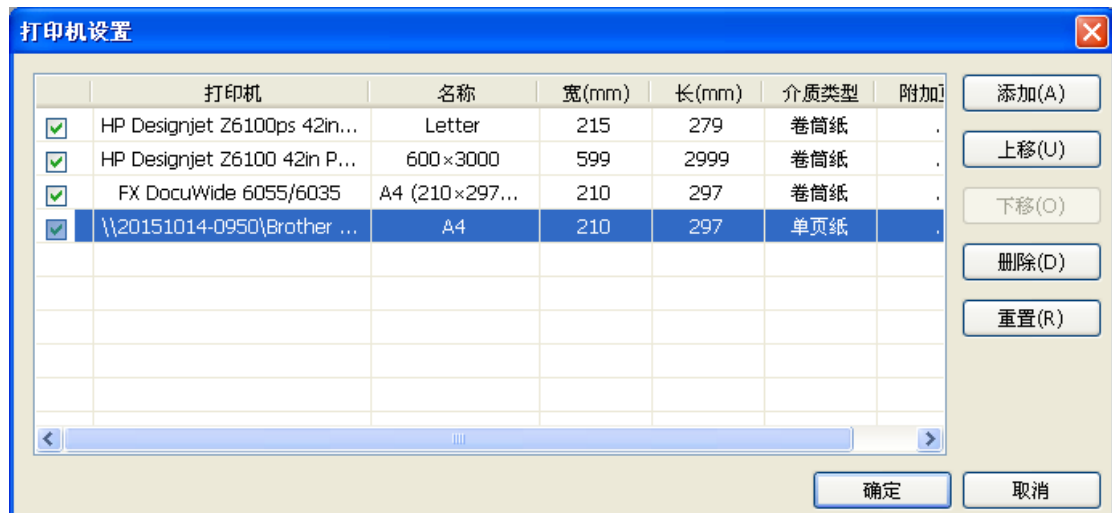 打印机设置
打印机 名称 宽(mm) 长(mm) 介质类型 附加 添加(A)
HP Designjet Z6100ps 42in... Letter 215 279 卷筒纸 .
HP Designjet Z6100 42in P... 600×3000 599 2999 卷筒纸 . 上移(U)
FX DocuWide 6055/6035 A4 (210×297... 210 297 卷筒纸 . 下移(O)
\\20151014-0950\Brother ... A4 210 297 单页纸 .
删除(D)
重置(R)
确定 取消